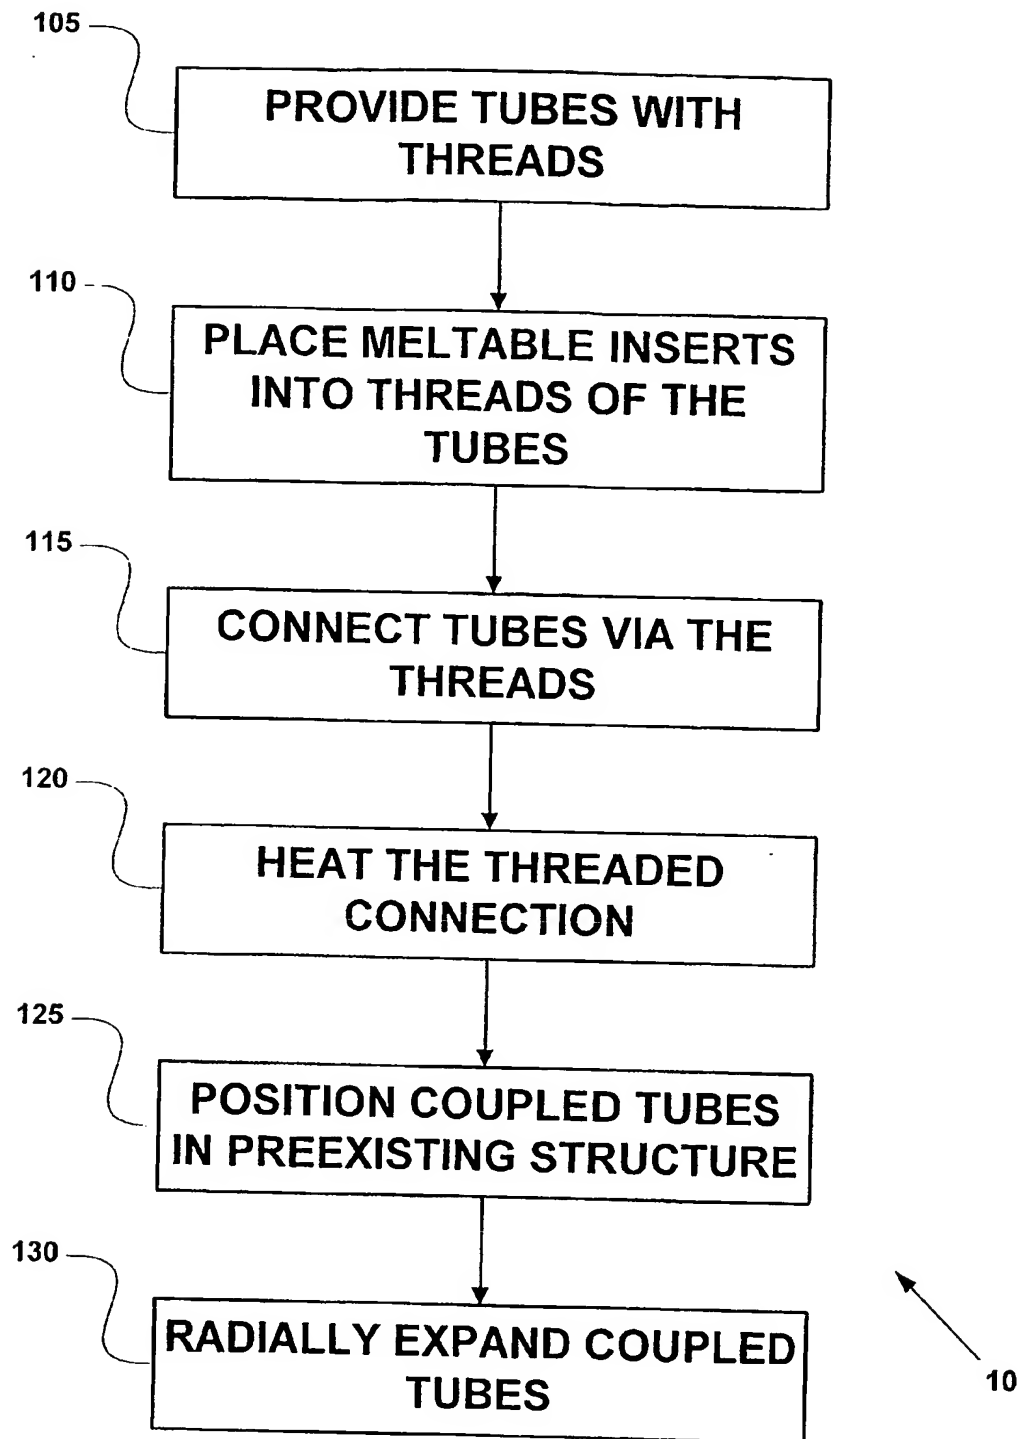 105
PROVIDE TUBES WITH
THREADS
110
PLACE MELTABLE INSERTS
INTO THREADS OF THE
TUBES
115
CONNECT TUBES VIA THE
THREADS
120
HEAT THE THREADED
CONNECTION
125
POSITION COUPLED TUBES
IN PREEXISTING STRUCTURE
130
RADIALLY EXPAND COUPLED
TUBES
10